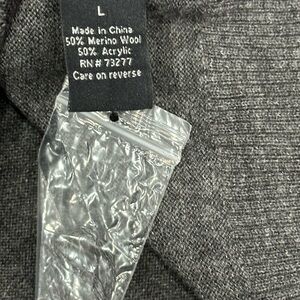 L
Made in China
50% Merino Wool
50% Acrylic
RN# 73277
Care on reverse